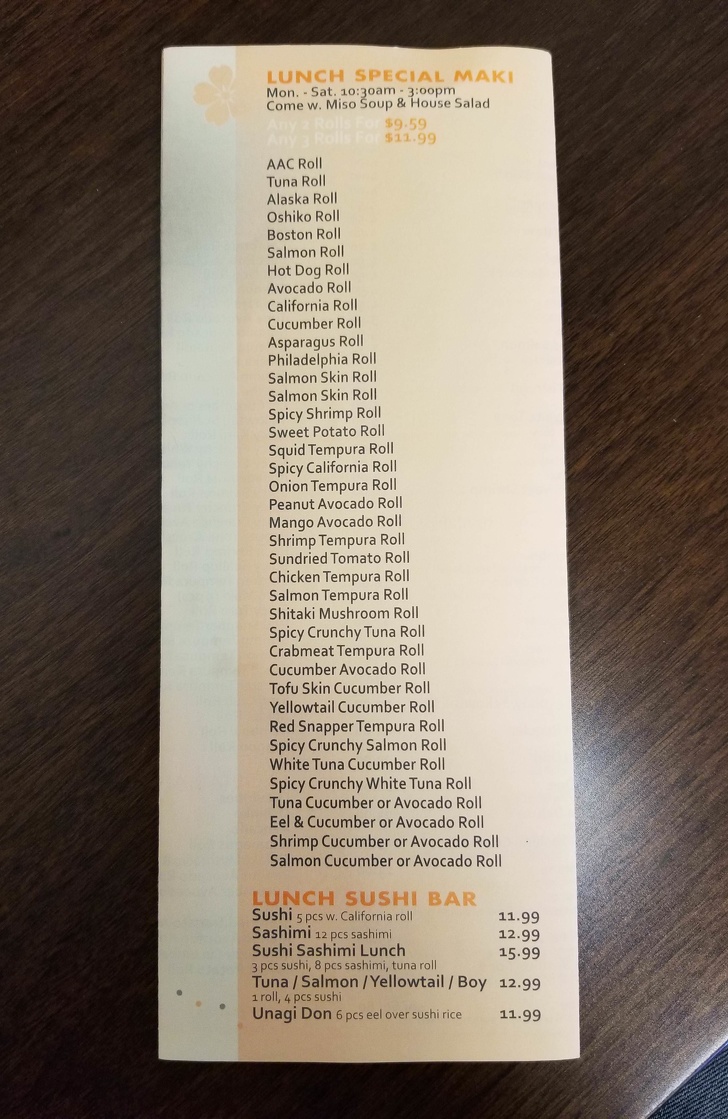 LUNCH SPECIAL MAKI
Mon. - Sat. 10:30am - 3:00pm
Come w. Miso Soup & House Salad
Any 2 Rolls For $9.59
Any 3 Rolls For $11.99
AAC Roll
Tuna Roll
Alaska Roll
Oshiko Roll
Boston Roll
Salmon Roll
Hot Dog Roll
Avocado Roll
California Roll
Cucumber Roll
Asparagus Roll
Philadelphia Roll
Salmon Skin Roll
Salmon Skin Roll
Spicy Shrimp Roll
Sweet Potato Roll
Squid Tempura Roll
Spicy California Roll
Onion Tempura Roll
Peanut Avocado Roll
Mango Avocado Roll
Shrimp Tempura Roll
Sundried Tomato Roll
Chicken Tempura Roll
Salmon Tempura Roll
Shitaki Mushroom Roll
Spicy Crunchy Tuna Roll
Crabmeat Tempura Roll
Cucumber Avocado Roll
Tofu Skin Cucumber Roll
Yellowtail Cucumber Roll
Red Snapper Tempura Roll
Spicy Crunchy Salmon Roll
White Tuna Cucumber Roll
Spicy Crunchy White Tuna Roll
Tuna Cucumber or Avocado Roll
Eel & Cucumber or Avocado Roll
Shrimp Cucumber or Avocado Roll
Salmon Cucumber or Avocado Roll
LUNCH SUSHI BAR
Sushi 5 pcs w. California roll 11.99
Sashimi 12 pcs sashimi 12.99
Sushi Sashimi Lunch 15.99
3 pcs sushi, 8 pcs sashimi, tuna roll
Tuna / Salmon / Yellowtail / Boy 12.99
1 roll, 4 pcs sushi
Unagi Don 6 pcs eel over sushi rice 11.99